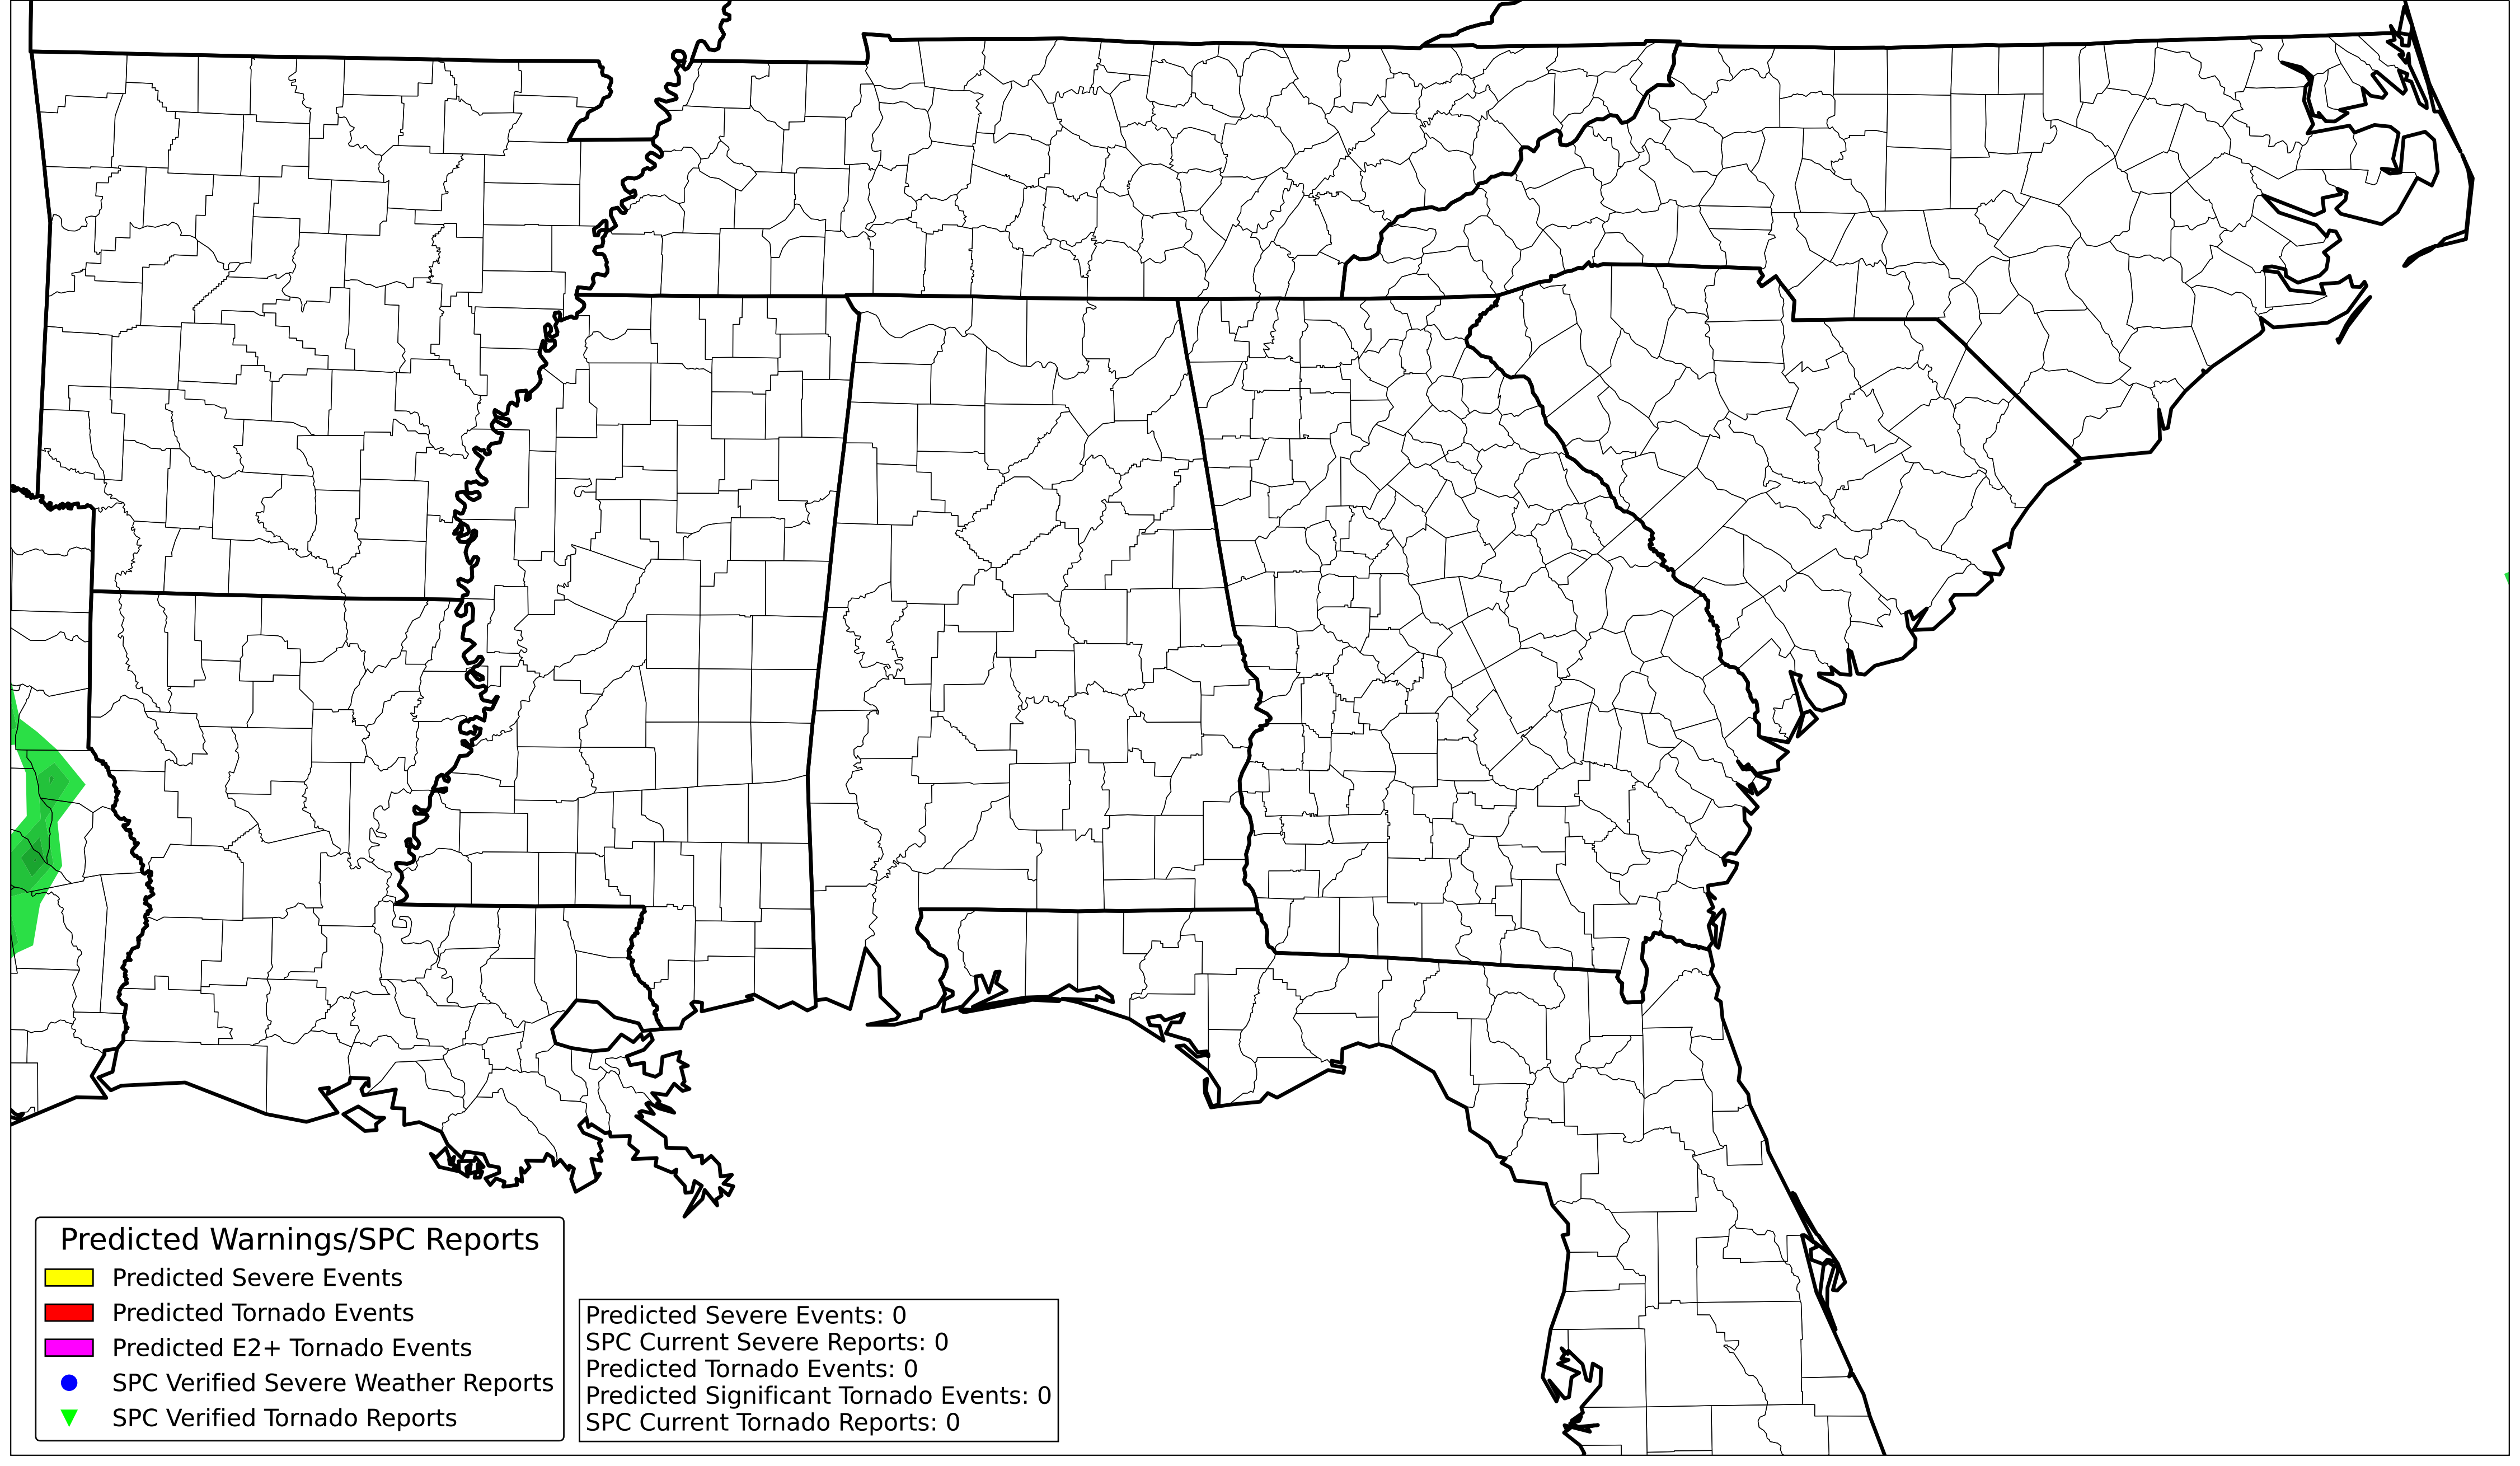 Predicted Warnings/SPC Reports
Predicted Severe Events
Predicted Tornado Events
Predicted E2+ Tornado Events
SPC Verified Severe Weather Reports
SPC Verified Tornado Reports
Predicted Severe Events: 0
SPC Current Severe Reports: 0
Predicted Tornado Events: 0
Predicted Significant Tornado Events: 0
SPC Current Tornado Reports: 0